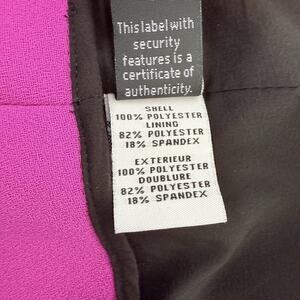 This label with
security
features is a
certificate of
authenticity.
SHELL
100% POLYESTER
LINING
82% POLYESTER
18% SPANDEX
EXTERIEUR
100% POLYESTER
DOUBLURE
82% POLYESTER
18% SPANDEX